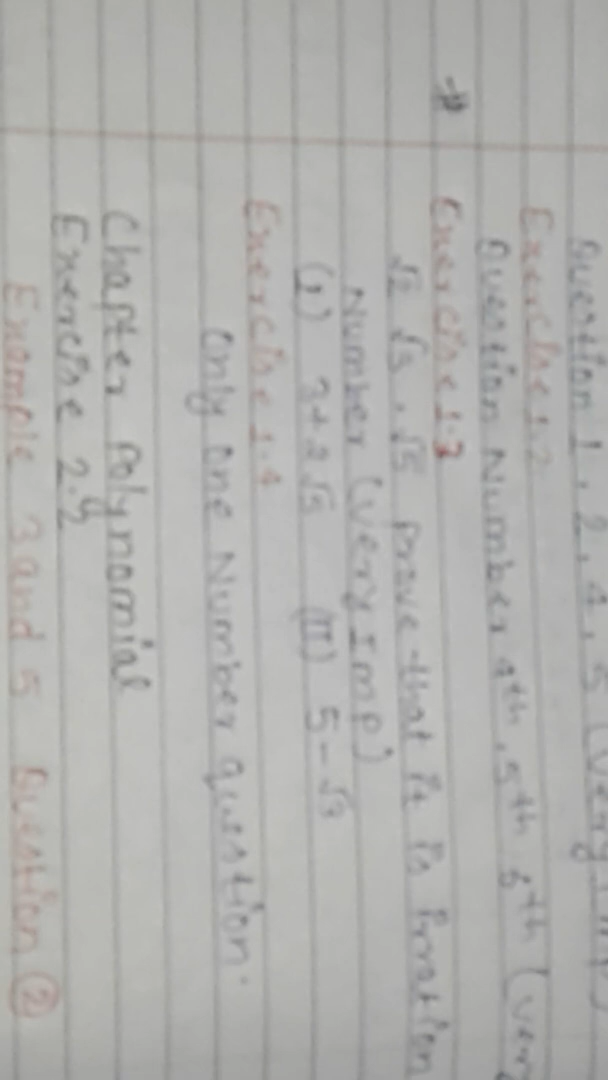 Question 1, 2, 4, 5 (very Imp)
Exercise 1.2
Question Number 4th, 5th 6th (very
→ Exercise 1.3
√2 √3, √5 prove that it is irration
Number (very Imp)
(I) 3+2√5 (II) 5-√3
Exercise 1.4
Only one Number question.
Chapter Polynomial
Exercise 2.4
Example 3 and 5 Question ②